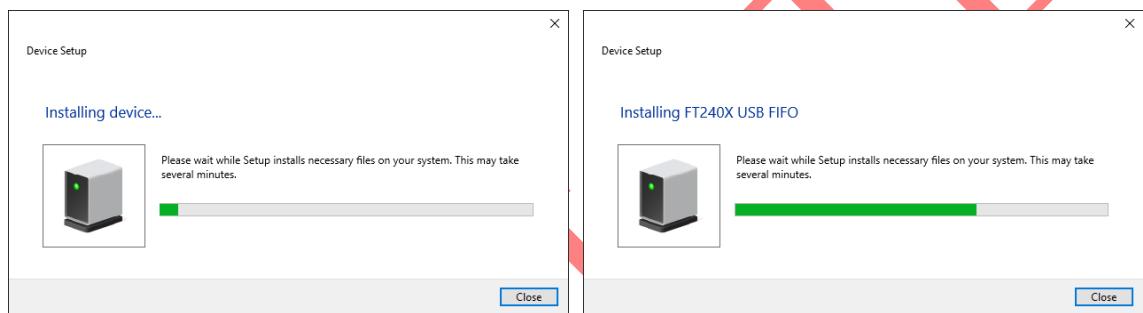 Device Setup
Installing device...
Please wait while Setup installs necessary files on your system. This may take
several minutes.
Close
Device Setup
Installing FT240X USB FIFO
Please wait while Setup installs necessary files on your system. This may take
several minutes.
Close